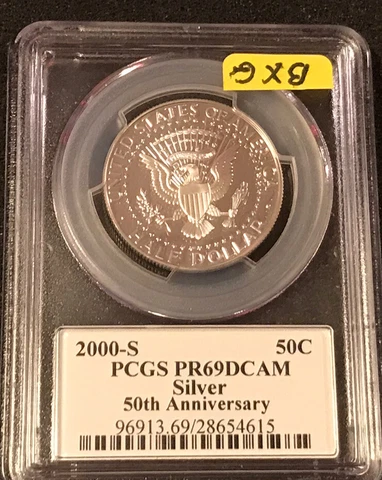 BXG
UNITED STATES OF AMERICA
HALF DOLLAR
2000-S 50C
PCGS PR69DCAM
Silver
50th Anniversary
96913.69/28654615